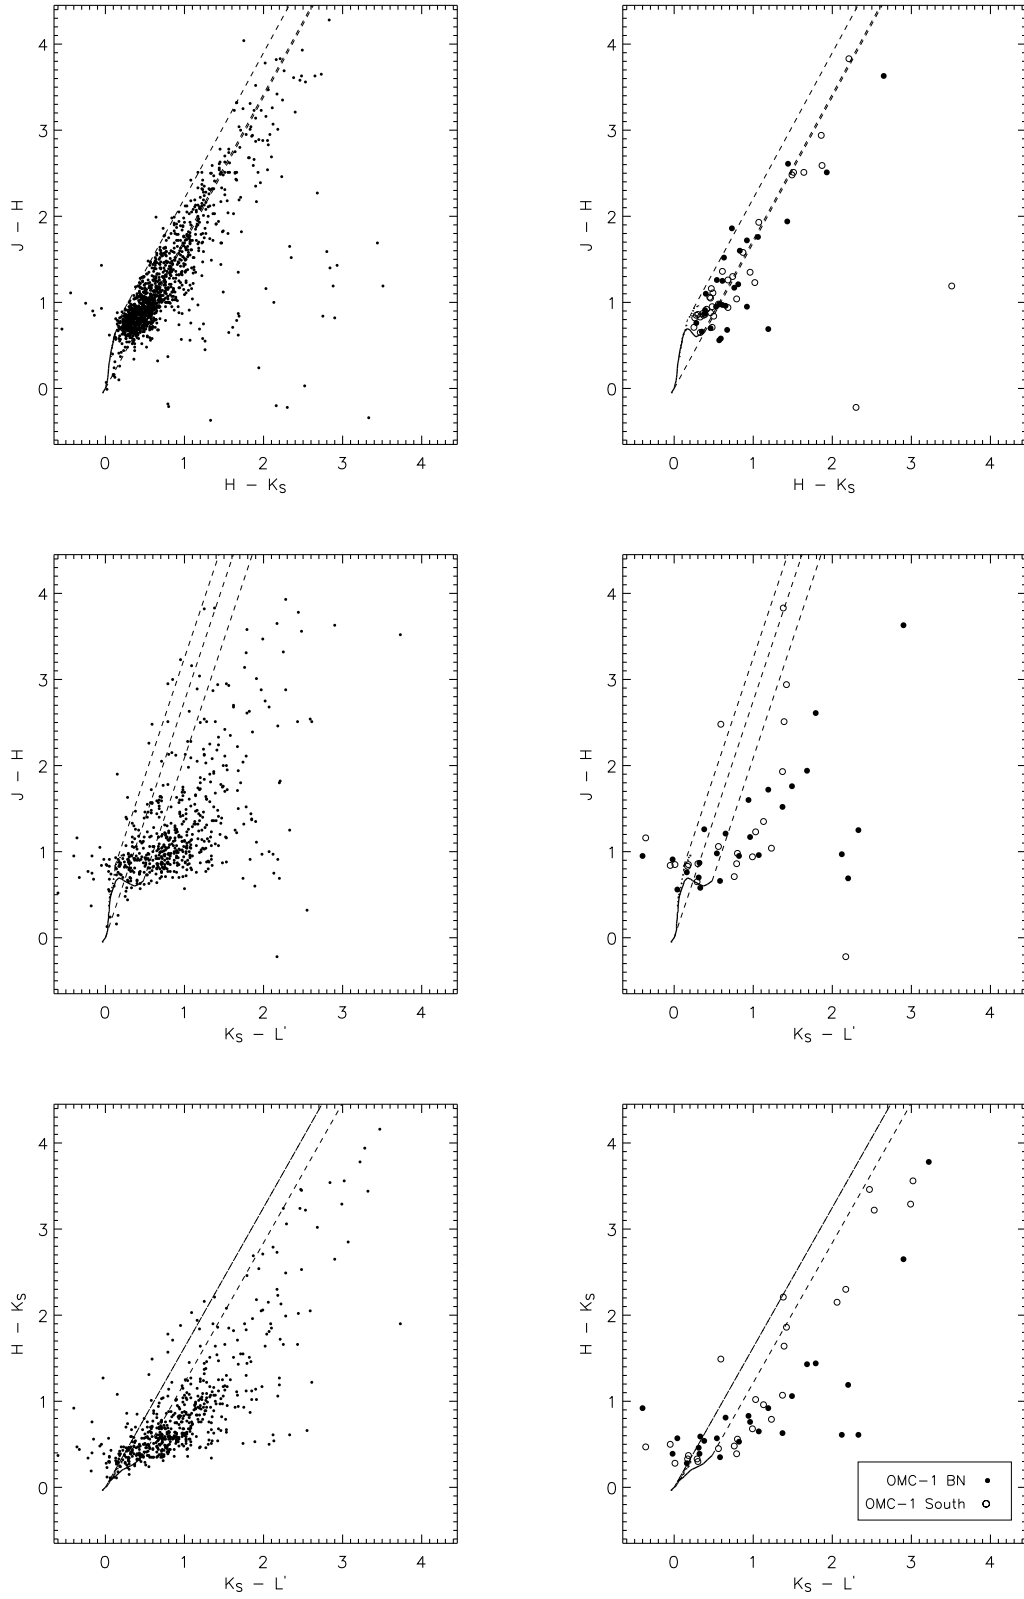 4 4
3 3
J – H J – H
2 2
1 1
0 0
0 1 2 3 4 0 1 2 3 4
H – Ks H – Ks
4 4
3 3
J – H J – H
2 2
1 1
0 0
0 1 2 3 4 0 1 2 3 4
Ks – L' Ks – L'
4 4
3 3
H – Ks H – Ks
2 2
1 1
OMC-1 BN
OMC-1 South
0 0
0 1 2 3 4 0 1 2 3 4
Ks – L' Ks – L'